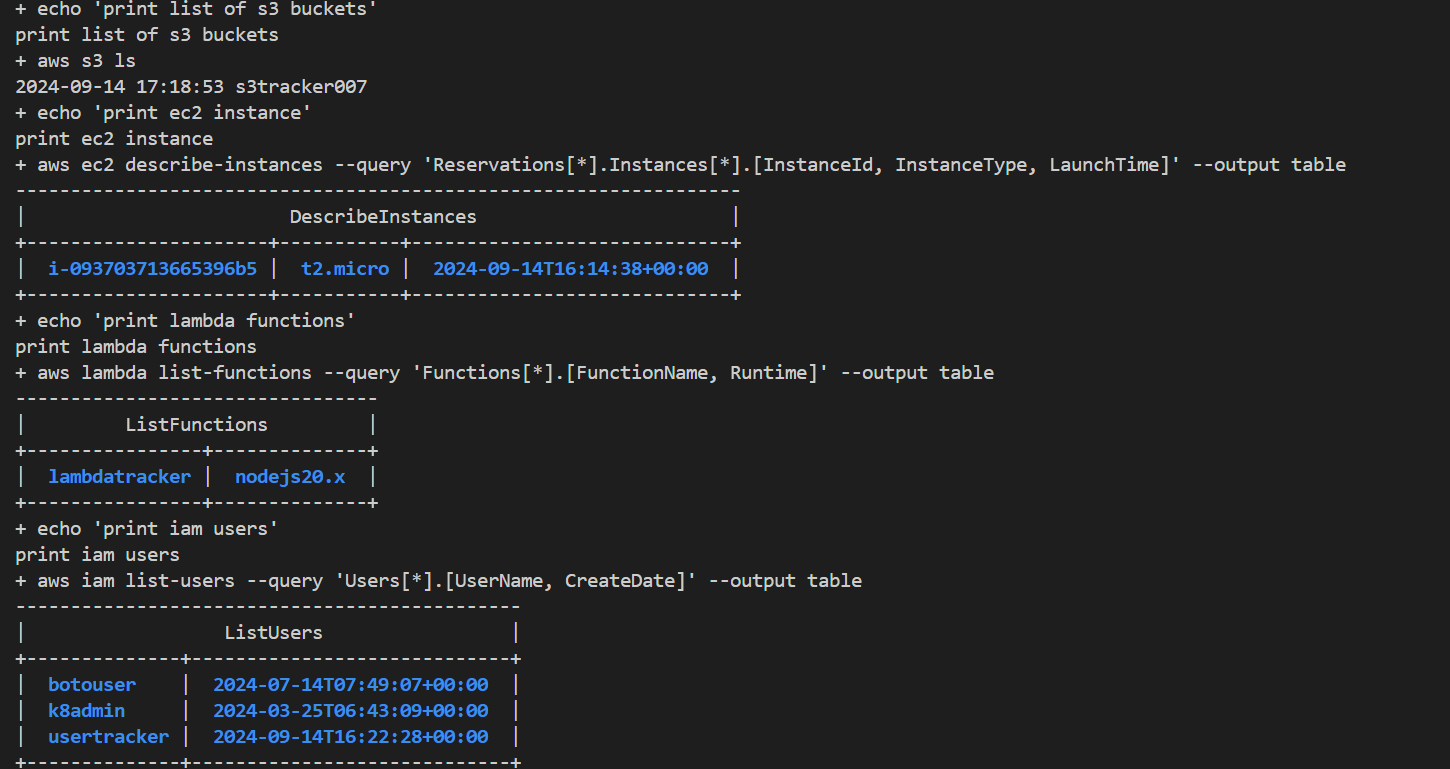 + echo 'print list of s3 buckets'
print list of s3 buckets
+ aws s3 ls
2024-09-14 17:18:53 s3tracker007
+ echo 'print ec2 instance'
print ec2 instance
+ aws ec2 describe-instances --query 'Reservations[*].Instances[*].[InstanceId, InstanceType, LaunchTime]' --output table
------------------------------------------------------------------
|                        DescribeInstances                       |
+----------------------+-----------+-----------------------------+
|  i-093703713665396b5 |  t2.micro |  2024-09-14T16:14:38+00:00  |
+----------------------+-----------+-----------------------------+
+ echo 'print lambda functions'
print lambda functions
+ aws lambda list-functions --query 'Functions[*].[FunctionName, Runtime]' --output table
---------------------------------
|         ListFunctions         |
+----------------+--------------+
|  lambdatracker |  nodejs20.x  |
+----------------+--------------+
+ echo 'print iam users'
print iam users
+ aws iam list-users --query 'Users[*].[UserName, CreateDate]' --output table
----------------------------------------------
|                  ListUsers                 |
+--------------+-----------------------------+
|  botouser    |  2024-07-14T07:49:07+00:00  |
|  k8admin     |  2024-03-25T06:43:09+00:00  |
|  usertracker |  2024-09-14T16:22:28+00:00  |
+--------------+-----------------------------+